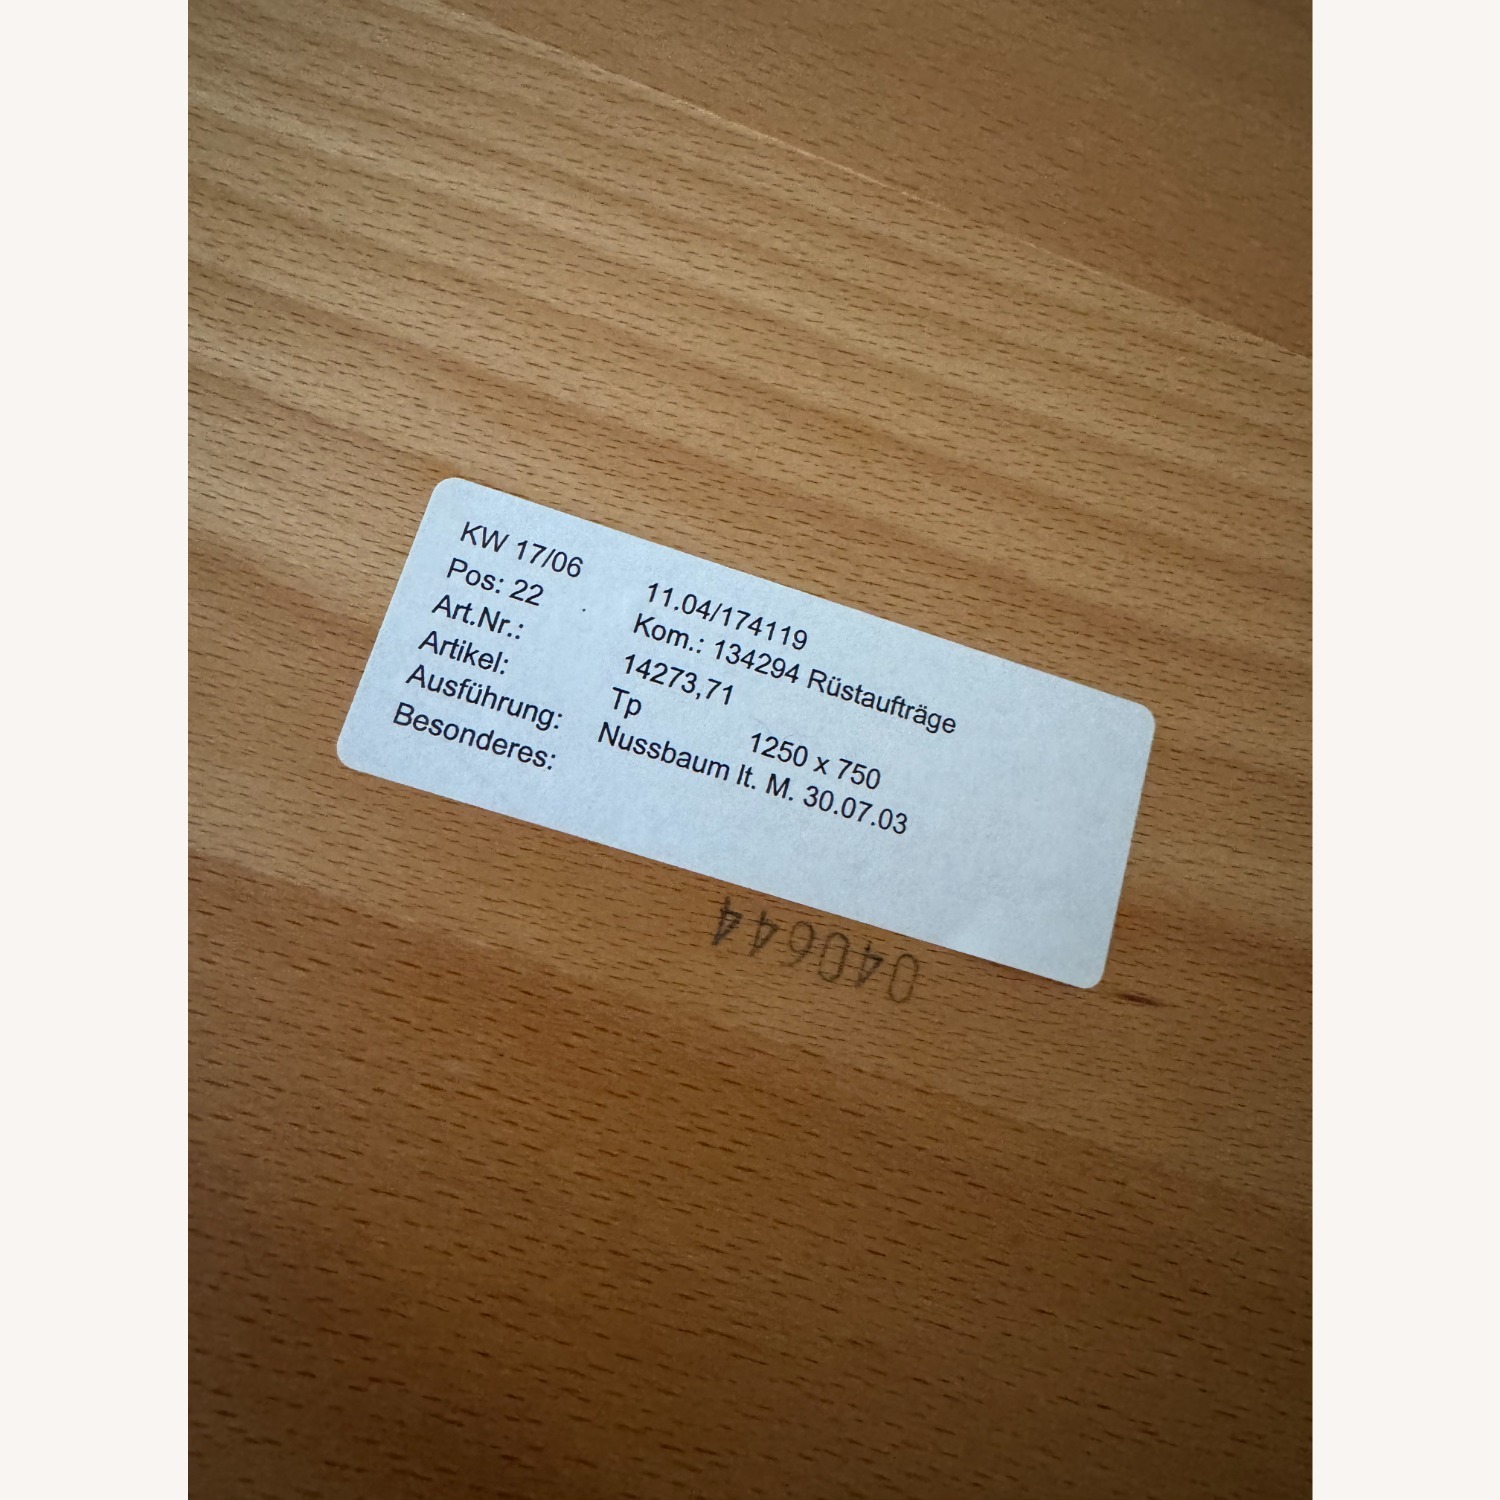 KW 17/06 11.04/174119
Pos: 22 Kom.: 134294 Rüstaufträge
Art.Nr.: 14273,71
Artikel: Tp 1250 x 750
Ausführung: Nussbaum lt. M. 30.07.03
Besonderes:
040644